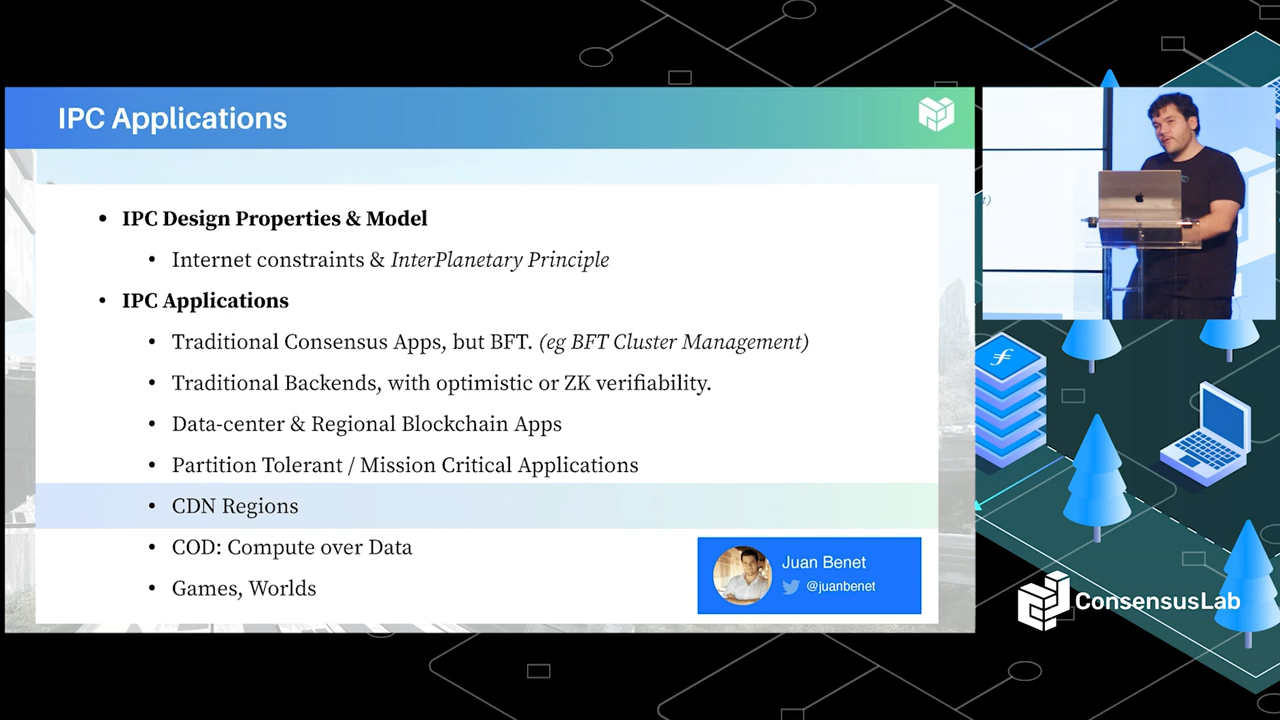 IPC Applications
• IPC Design Properties & Model
• Internet constraints & InterPlanetary Principle
• IPC Applications
• Traditional Consensus Apps, but BFT. (eg BFT Cluster Management)
• Traditional Backends, with optimistic or ZK verifiability.
• Data-center & Regional Blockchain Apps
• Partition Tolerant / Mission Critical Applications
• CDN Regions
• COD: Compute over Data
• Games, Worlds
Juan Benet
@juanbenet
ConsensusLab